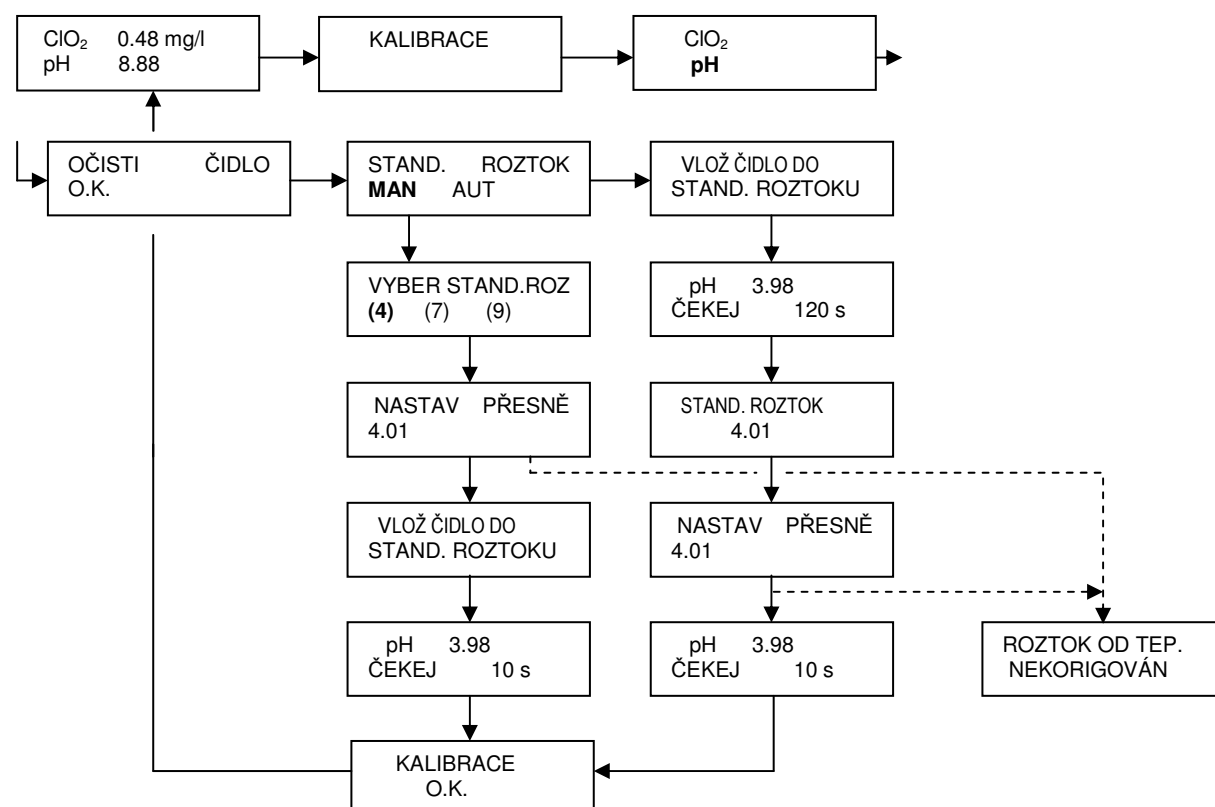 ClO₂ 0.48 mg/l
pH 8.88
KALIBRACE
ClO₂
pH
OČISTI ČIDLO
O.K.
STAND. ROZTOK
MAN AUT
VLOŽ ČIDLO DO
STAND. ROZTOKU
VYBER STAND.ROZ
(4) (7) (9)
pH 3.98
ČEKEJ 120 s
NASTAV PŘESNĚ
4.01
STAND. ROZTOK
4.01
VLOŽ ČIDLO DO
STAND. ROZTOKU
NASTAV PŘESNĚ
4.01
pH 3.98
ČEKEJ 10 s
pH 3.98
ČEKEJ 10 s
ROZTOK OD TEP.
NEKORIGOVÁN
KALIBRACE
O.K.